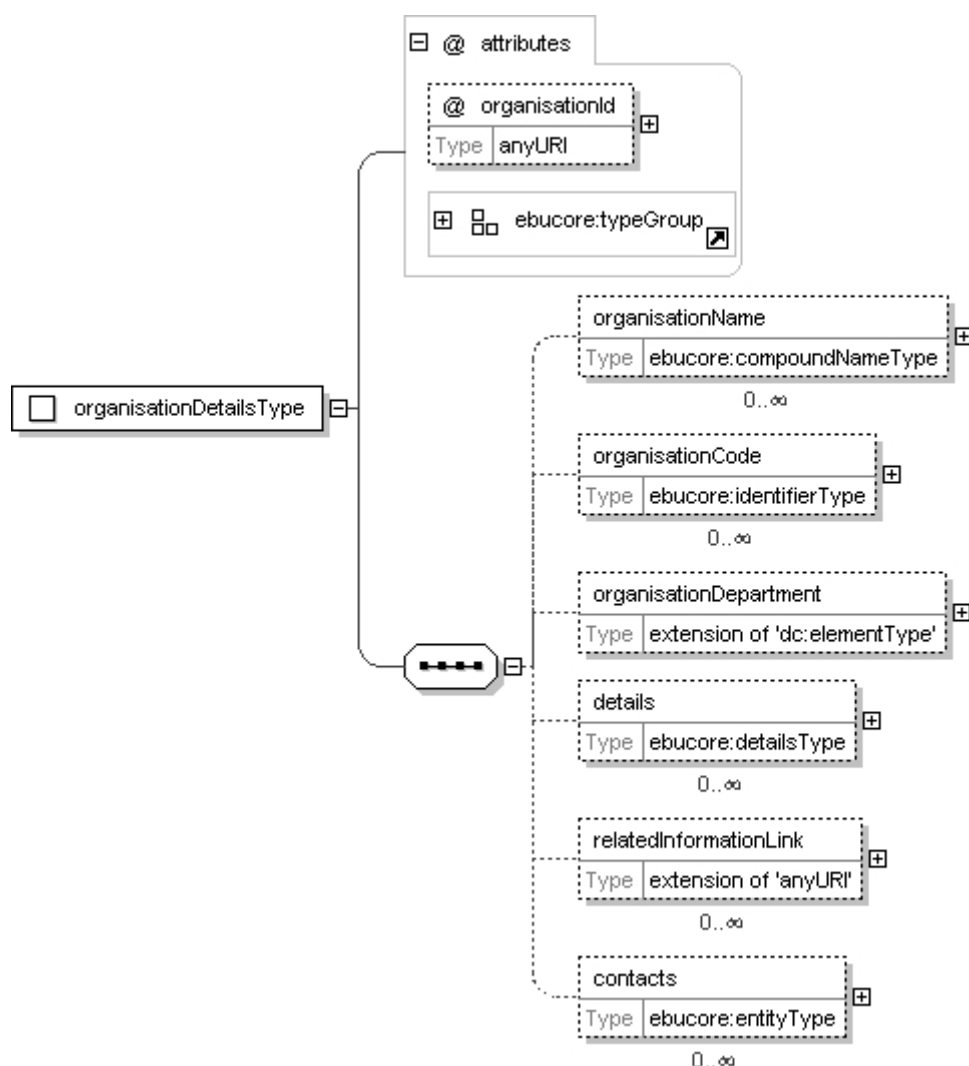 @ attributes
@ organisationId
Type anyURI
ebucore:typeGroup
organisationDetailsType
organisationName
Type ebucore:compoundNameType
0..∞
organisationCode
Type ebucore:identifierType
0..∞
organisationDepartment
Type extension of 'dc:elementType'
details
Type ebucore:detailsType
0..∞
relatedInformationLink
Type extension of 'anyURI'
0..∞
contacts
Type ebucore:entityType
0..∞